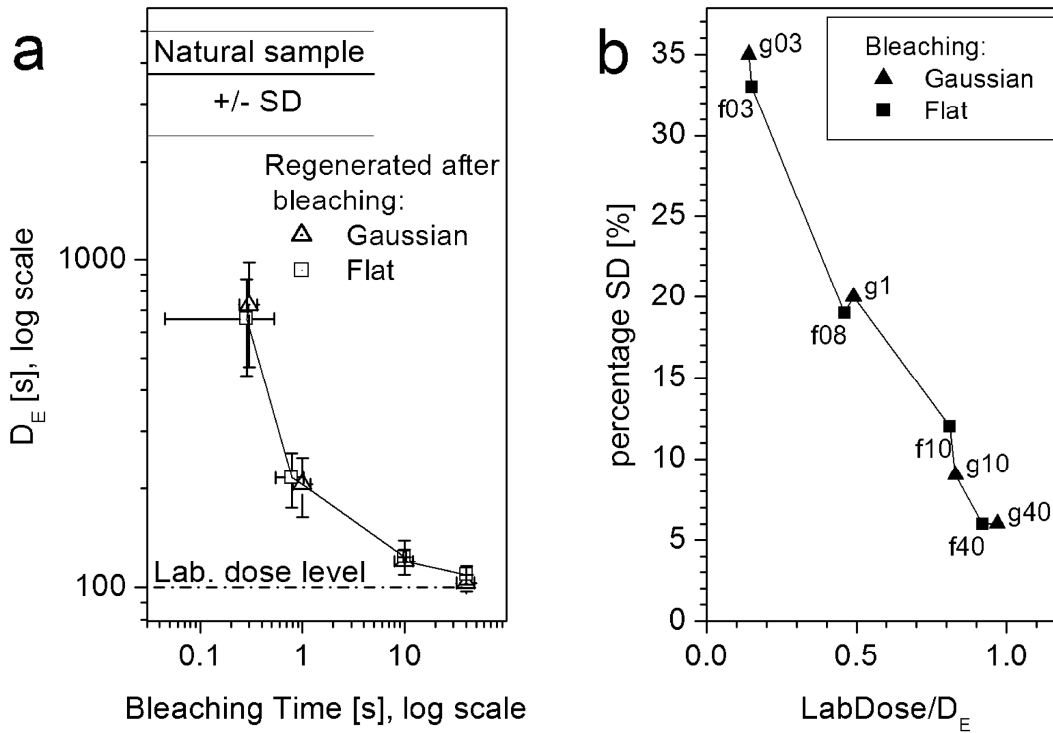 a
Natural sample
+/- SD
Regenerated after
bleaching:
Gaussian
Flat
1000
100
Lab. dose level
D_E [s], log scale
0.1
1
10
Bleaching Time [s], log scale
b
g03
f03
Bleaching:
Gaussian
Flat
g1
f08
f10
g10
g40
f40
35
30
25
20
15
10
5
0
percentage SD [%]
0.0
0.5
1.0
LabDose/D_E